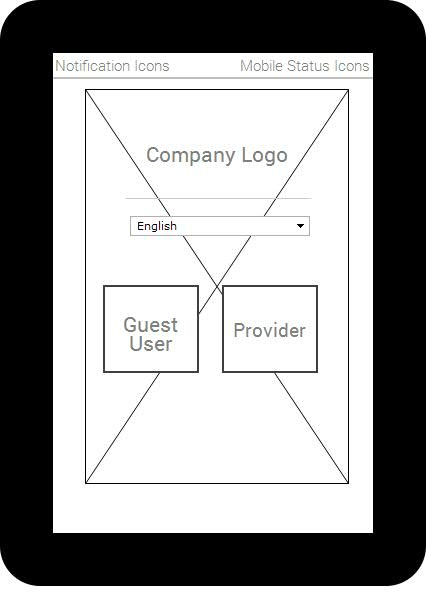 Notification Icons Mobile Status Icons
Company Logo
English
Guest
User
Provider